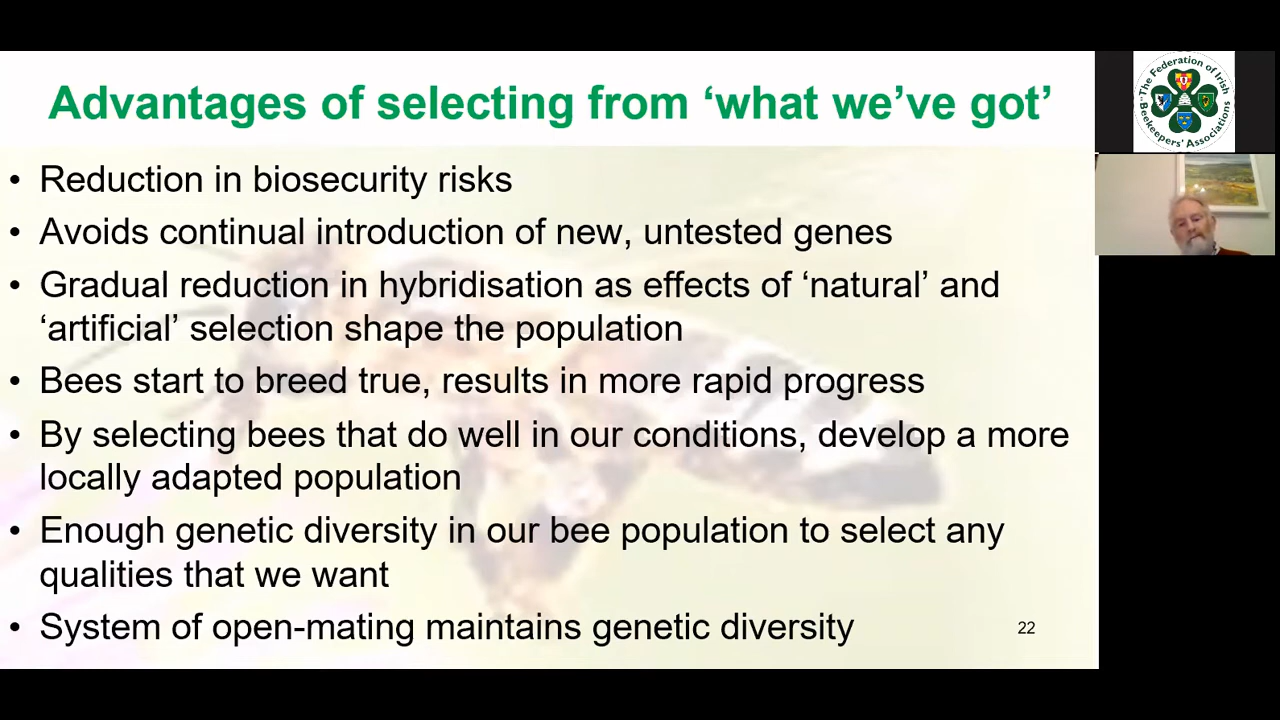 Advantages of selecting from ‘what we’ve got’
• Reduction in biosecurity risks
• Avoids continual introduction of new, untested genes
• Gradual reduction in hybridisation as effects of ‘natural’ and
‘artificial’ selection shape the population
• Bees start to breed true, results in more rapid progress
• By selecting bees that do well in our conditions, develop a more
locally adapted population
• Enough genetic diversity in our bee population to select any
qualities that we want
• System of open-mating maintains genetic diversity
22
The Federation of Irish
Beekeepers’ Associations